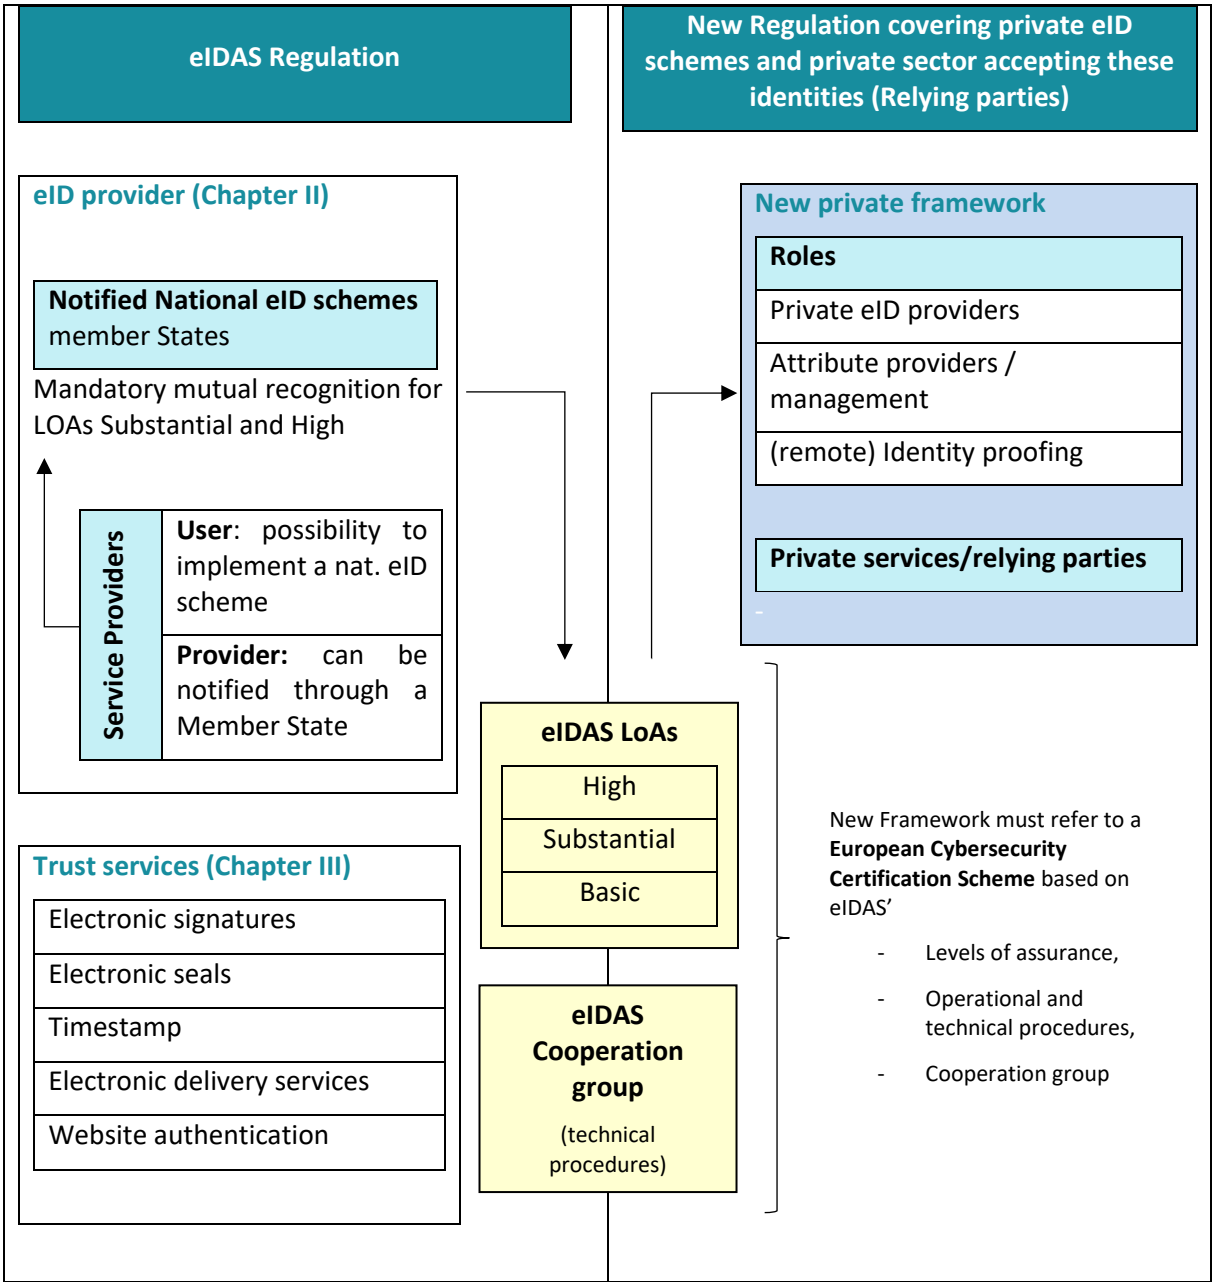 eIDAS Regulation
New Regulation covering private eID
schemes and private sector accepting these
identities (Relying parties)
eID provider (Chapter II)
Notified National eID schemes
member States
Mandatory mutual recognition for
LOAs Substantial and High
Service Providers
User: possibility to
implement a nat. eID
scheme
Provider: can be
notified through a
Member State
Trust services (Chapter III)
Electronic signatures
Electronic seals
Timestamp
Electronic delivery services
Website authentication
eIDAS LoAs
High
Substantial
Basic
eIDAS
Cooperation
group
(technical
procedures)
New private framework
Roles
Private eID providers
Attribute providers /
management
(remote) Identity proofing
Private services/relying parties
-
New Framework must refer to a
European Cybersecurity
Certification Scheme based on
eIDAS’
- Levels of assurance,
- Operational and
technical procedures,
- Cooperation group